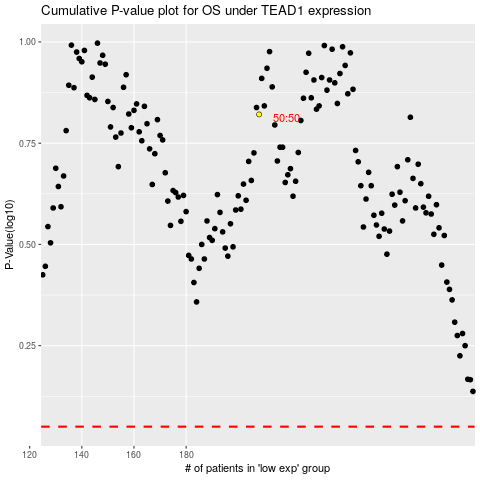 Cumulative P-value plot for OS under TEAD1 expression
P-Value(log10)
1.00
0.75
0.50
0.25
50:50
120 140 160 180
# of patients in 'low exp' group